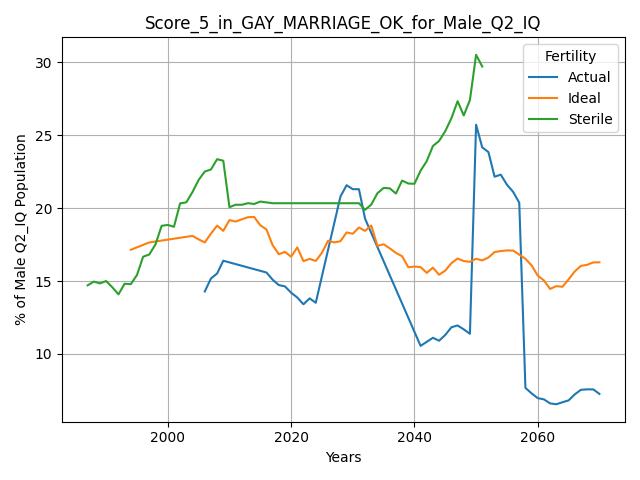 Score_5_in_GAY_MARRIAGE_OK_for_Male_Q2_IQ
Fertility
Actual
Ideal
Sterile
% of Male Q2_IQ Population
30
25
20
15
10
2000
2020
2040
2060
Years